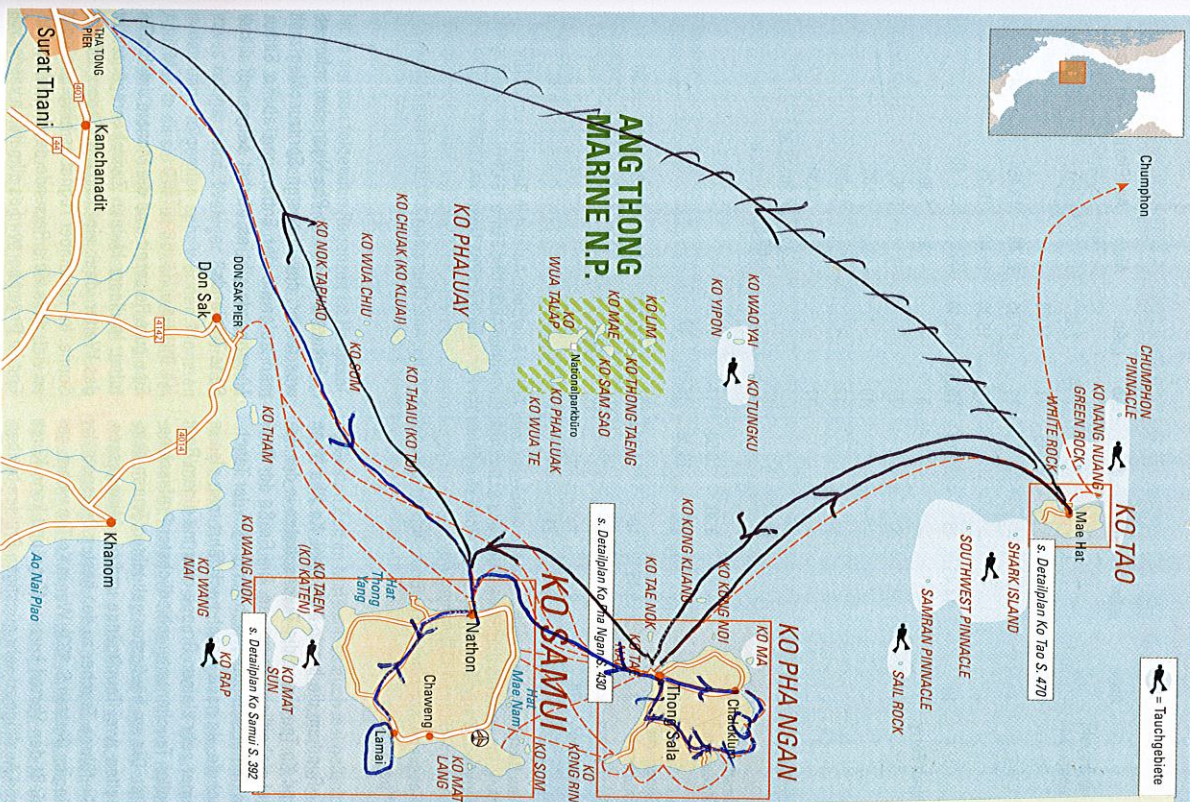 Chumphon
CHUMPHON
PINNACLE
KO NANG NUANG
GREEN ROCK
WHITE ROCK
KO TAO
Mae Hat
s. Detailplan Ko Tao S. 470
= Tauchgebiete
SHARK ISLAND
SOUTHWEST PINNACLE
SAMRAN PINNACLE
SAIL ROCK
ANG THONG
MARINE N.P.
KO WAO YAI
KO YIPON
KO TUNGKU
KO LIM
KO MAE
KO THONG TAENG
KO SAM SAO
KO
WUA TALAP
Nationalparkbüro
KO PHAI LUAK
KO WUA TE
KO PHALUAY
KO CHUAK (KO KLUAI)
KO WUA CHIU
KO NOK TAPHAO
KO SOM
KO THAIU (KO TU)
KO THAM
THA TONG
PIER
Surat Thani
401
44
Kanchanadit
DON SAK PIER
Don Sak
4142
4014
Khanom
Ao Nai Plao
KO KONG KLIANG
KO KONG NOI
KO TAE NOK
KO MA
KO PHA NGAN
Thong Sala
Chaloklum
s. Detailplan Ko Pha Ngan S. 430
KO SAMUI
Nathon
Hat
Thong
Yang
Hat
Mae Nam
Chaweng
Lamai
KO SOM
KO
KONG RIN
KO MAT
LANG
KO TAEN
(KO KATEN)
KO MAT
SUN
KO WANG NOK
KO WANG
NAI
KO RAP
s. Detailplan Ko Samui S. 392